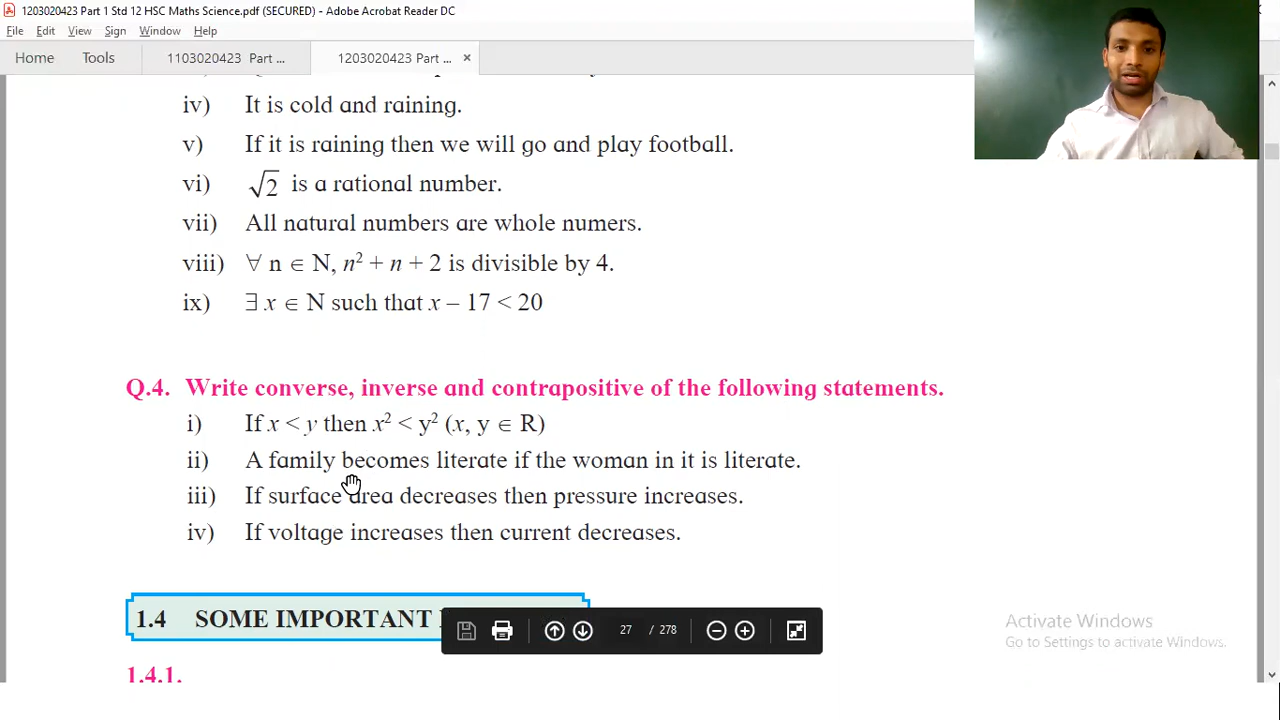 1203020423 Part 1 Std 12 HSC Maths Science.pdf (SECURED) - Adobe Acrobat Reader DC
File Edit View Sign Window Help
Home Tools 1103020423 Part ... 1203020423 Part ... ×
iv) It is cold and raining.
v) If it is raining then we will go and play football.
vi) √2 is a rational number.
vii) All natural numbers are whole numers.
viii) ∀ n ∈ N, n² + n + 2 is divisible by 4.
ix) ∃ x ∈ N such that x – 17 < 20
Q.4. Write converse, inverse and contrapositive of the following statements.
i) If x < y then x² < y² (x, y ∈ R)
ii) A family becomes literate if the woman in it is literate.
iii) If surface area decreases then pressure increases.
iv) If voltage increases then current decreases.
1.4 SOME IMPORTANT
27 / 278
Activate Windows
Go to Settings to activate Windows.
1.4.1.